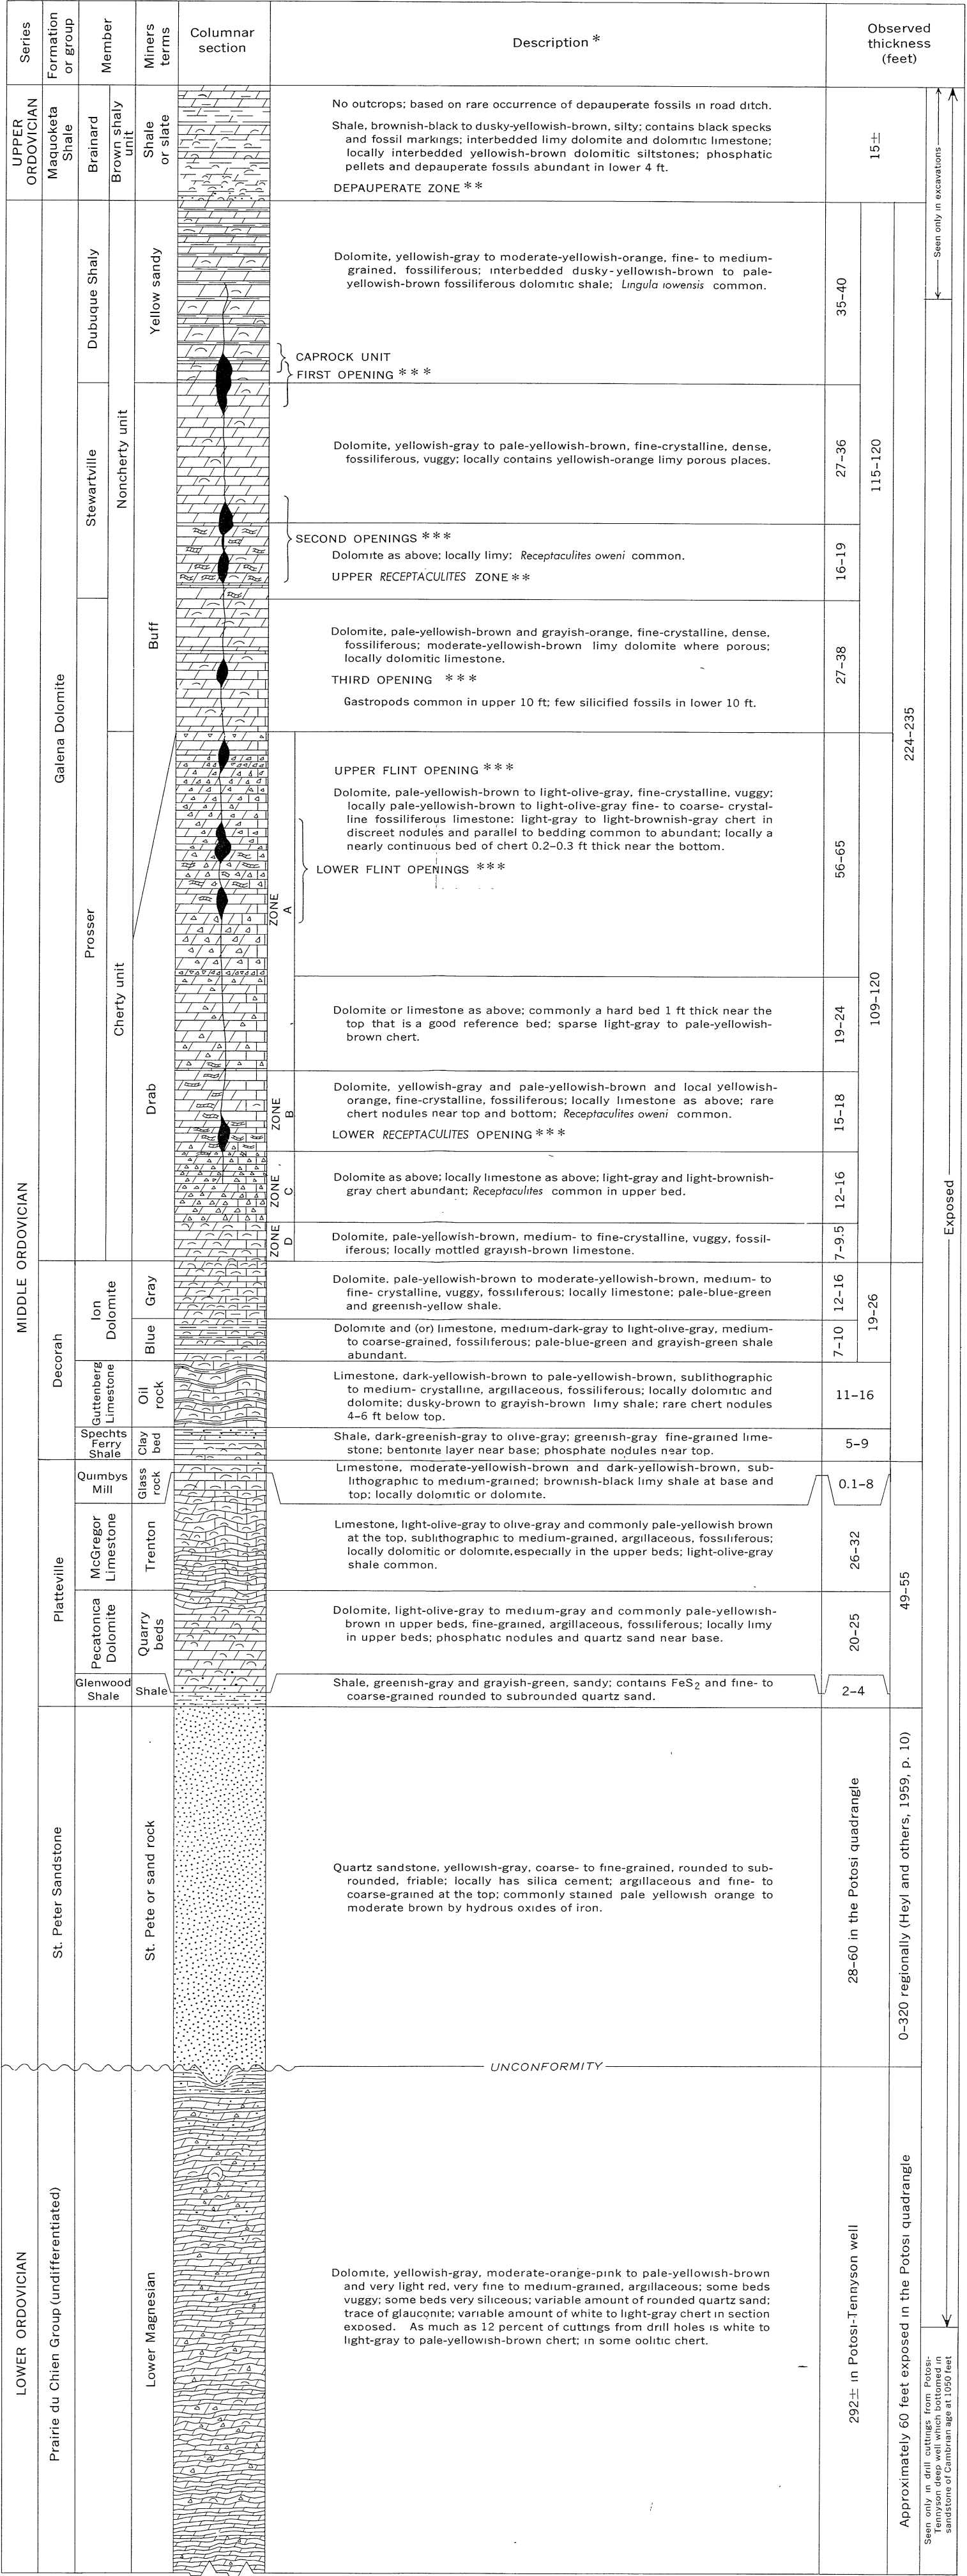 Series
Formation
or group
Member
Miners
terms
Columnar
section
Description *
Observed
thickness
(feet)
UPPER
ORDOVICIAN
Maquoketa
Shale
Brainard
Brown shaly
unit
Shale
or slate
No outcrops; based on rare occurrence of depauperate fossils in road ditch.
Shale, brownish-black to dusky-yellowish-brown, silty; contains black specks
and fossil markings; interbedded limy dolomite and dolomitic limestone;
locally interbedded yellowish-brown dolomitic siltstones; phosphatic
pellets and depauperate fossils abundant in lower 4 ft.
DEPAUPERATE ZONE * *
15±
Seen only in excavations
MIDDLE ORDOVICIAN
Galena Dolomite
Dubuque Shaly
Noncherty unit
Yellow sandy
Dolomite, yellowish-gray to moderate-yellowish-orange, fine- to medium-
grained, fossiliferous; interbedded dusky-yellowish-brown to pale-
yellowish-brown fossiliferous dolomitic shale; Lingula iowensis common.
CAPROCK UNIT
FIRST OPENING * * *
35–40
Stewartville
Buff
Dolomite, yellowish-gray to pale-yellowish-brown, fine-crystalline, dense,
fossiliferous, vuggy; locally contains yellowish-orange limy porous places.
27–36
115–120
SECOND OPENINGS * * *
Dolomite as above; locally limy: Receptaculites oweni common.
UPPER RECEPTACULITES ZONE * *
16–19
Prosser
Dolomite, pale-yellowish-brown and grayish-orange, fine-crystalline, dense,
fossiliferous; moderate-yellowish-brown limy dolomite where porous;
locally dolomitic limestone.
THIRD OPENING * * *
Gastropods common in upper 10 ft; few silicified fossils in lower 10 ft.
27–38
224–235
Cherty unit
Drab
ZONE
A
UPPER FLINT OPENING * * *
Dolomite, pale-yellowish-brown to light-olive-gray, fine-crystalline, vuggy;
locally pale-yellowish-brown to light-olive-gray fine- to coarse- crystal-
line fossiliferous limestone: light-gray to light-brownish-gray chert in
discreet nodules and parallel to bedding common to abundant; locally a
nearly continuous bed of chert 0.2–0.3 ft thick near the bottom.
LOWER FLINT OPENINGS * * *
56–65
Dolomite or limestone as above; commonly a hard bed 1 ft thick near the
top that is a good reference bed; sparse light-gray to pale-yellowish-
brown chert.
19–24
109–120
ZONE
B
Dolomite, yellowish-gray and pale-yellowish-brown and local yellowish-
orange, fine-crystalline, fossiliferous; locally limestone as above; rare
chert nodules near top and bottom; Receptaculites oweni common.
LOWER RECEPTACULITES OPENING * * *
15–18
ZONE
C
Dolomite as above; locally limestone as above; light-gray and light-brownish-
gray chert abundant; Receptaculites common in upper bed.
12–16
ZONE
D
Dolomite, pale-yellowish-brown, medium- to fine-crystalline, vuggy, fossil-
iferous; locally mottled grayish-brown limestone.
7–9.5
Exposed
Decorah
Ion
Dolomite
Gray
Dolomite, pale-yellowish-brown to moderate-yellowish-brown, medium- to
fine- crystalline, vuggy, fossiliferous; locally limestone; pale-blue-green
and greenish-yellow shale.
12–16
19–26
Blue
Dolomite and (or) limestone, medium-dark-gray to light-olive-gray, medium-
to coarse-grained, fossiliferous; pale-blue-green and grayish-green shale
abundant.
7–10
Guttenberg
Limestone
Oil
rock
Limestone, dark-yellowish-brown to pale-yellowish-brown, sublithographic
to medium- crystalline, argillaceous, fossiliferous; locally dolomitic and
dolomite; dusky-brown to grayish-brown limy shale; rare chert nodules
4–6 ft below top.
11–16
Spechts
Ferry
Shale
Clay
bed
Shale, dark-greenish-gray to olive-gray; greenish-gray fine-grained lime-
stone; bentonite layer near base; phosphate nodules near top.
5–9
Platteville
Quimbys
Mill
Glass
rock
Limestone, moderate-yellowish-brown and dark-yellowish-brown, sub-
lithographic to medium-grained; brownish-black limy shale at base and
top; locally dolomitic or dolomite.
0.1–8
McGregor
Limestone
Trenton
Limestone, light-olive-gray to olive-gray and commonly pale-yellowish brown
at the top, sublithographic to medium-grained, argillaceous, fossiliferous;
locally dolomitic or dolomite,especially in the upper beds; light-olive-gray
shale common.
26–32
49–55
Pecatonica
Dolomite
Quarry
beds
Dolomite, light-olive-gray to medium-gray and commonly pale-yellowish-
brown in upper beds, fine-grained, argillaceous, fossiliferous; locally limy
in upper beds; phosphatic nodules and quartz sand near base.
20–25
Glenwood
Shale
Shale
Shale, greenish-gray and grayish-green, sandy; contains FeS2 and fine- to
coarse-grained rounded to subrounded quartz sand.
2–4
St. Peter Sandstone
St. Pete or sand rock
Quartz sandstone, yellowish-gray, coarse- to fine-grained, rounded to sub-
rounded, friable; locally has silica cement; argillaceous and fine- to
coarse-grained at the top; commonly stained pale yellowish orange to
moderate brown by hydrous oxides of iron.
28–60 in the Potosi quadrangle
0–320 regionally (Heyl and others, 1959, p. 10)
UNCONFORMITY
LOWER ORDOVICIAN
Prairie du Chien Group (undifferentiated)
Lower Magnesian
Dolomite, yellowish-gray, moderate-orange-pink to pale-yellowish-brown
and very light red, very fine to medium-grained, argillaceous; some beds
vuggy; some beds very siliceous; variable amount of rounded quartz sand;
trace of glauconite; variable amount of white to light-gray chert in section
exposed. As much as 12 percent of cuttings from drill holes is white to
light-gray to pale-yellowish-brown chert; in some oolitic chert.
292± in Potosi-Tennyson well
Approximately 60 feet exposed in the Potosi quadrangle
Seen only in drill cuttings from Potosi-
Tennyson deep well which bottomed in
sandstone of Cambrian age at 1050 feet